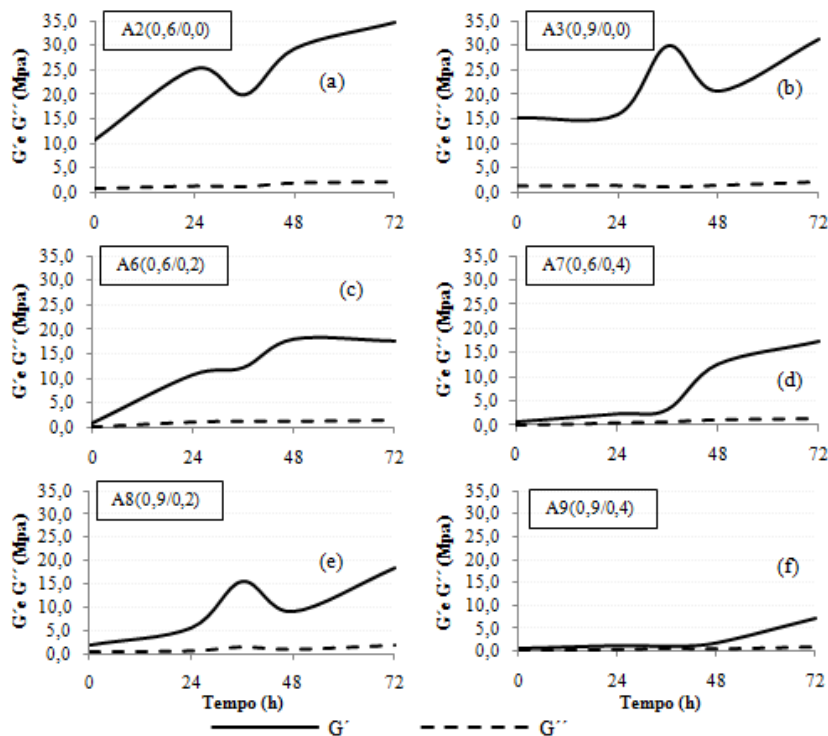 A2(0,6/0,0)
(a)
G´e G´´ (Mpa)
35,0
30,0
25,0
20,0
15,0
10,0
5,0
0,0
0 24 48 72
A3(0,9/0,0)
(b)
G´e G´´ (Mpa)
35,0
30,0
25,0
20,0
15,0
10,0
5,0
0,0
0 24 48 72
A6(0,6/0,2)
(c)
G´e G´´ (Mpa)
35,0
30,0
25,0
20,0
15,0
10,0
5,0
0,0
0 24 48 72
A7(0,6/0,4)
(d)
G´e G´´ (Mpa)
35,0
30,0
25,0
20,0
15,0
10,0
5,0
0,0
0 24 48 72
A8(0,9/0,2)
(e)
G´e G´´ (Mpa)
35,0
30,0
25,0
20,0
15,0
10,0
5,0
0,0
0 24 48 72
Tempo (h)
A9(0,9/0,4)
(f)
G´e G´´ (Mpa)
35,0
30,0
25,0
20,0
15,0
10,0
5,0
0,0
0 24 48 72
Tempo (h)
G´ G´´